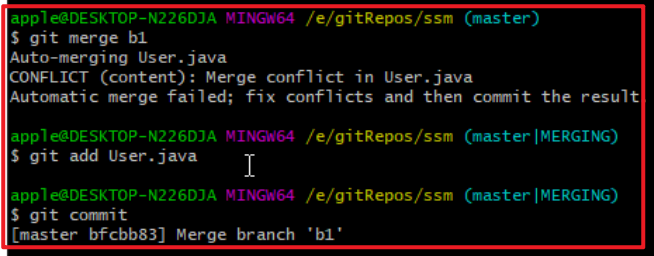 apple@DESKTOP-N226DJA MINGW64 /e/gitRepos/ssm (master)
$ git merge b1
Auto-merging User.java
CONFLICT (content): Merge conflict in User.java
Automatic merge failed; fix conflicts and then commit the result
apple@DESKTOP-N226DJA MINGW64 /e/gitRepos/ssm (master|MERGING)
$ git add User.java
apple@DESKTOP-N226DJA MINGW64 /e/gitRepos/ssm (master|MERGING)
$ git commit
[master bfcbb83] Merge branch 'b1'